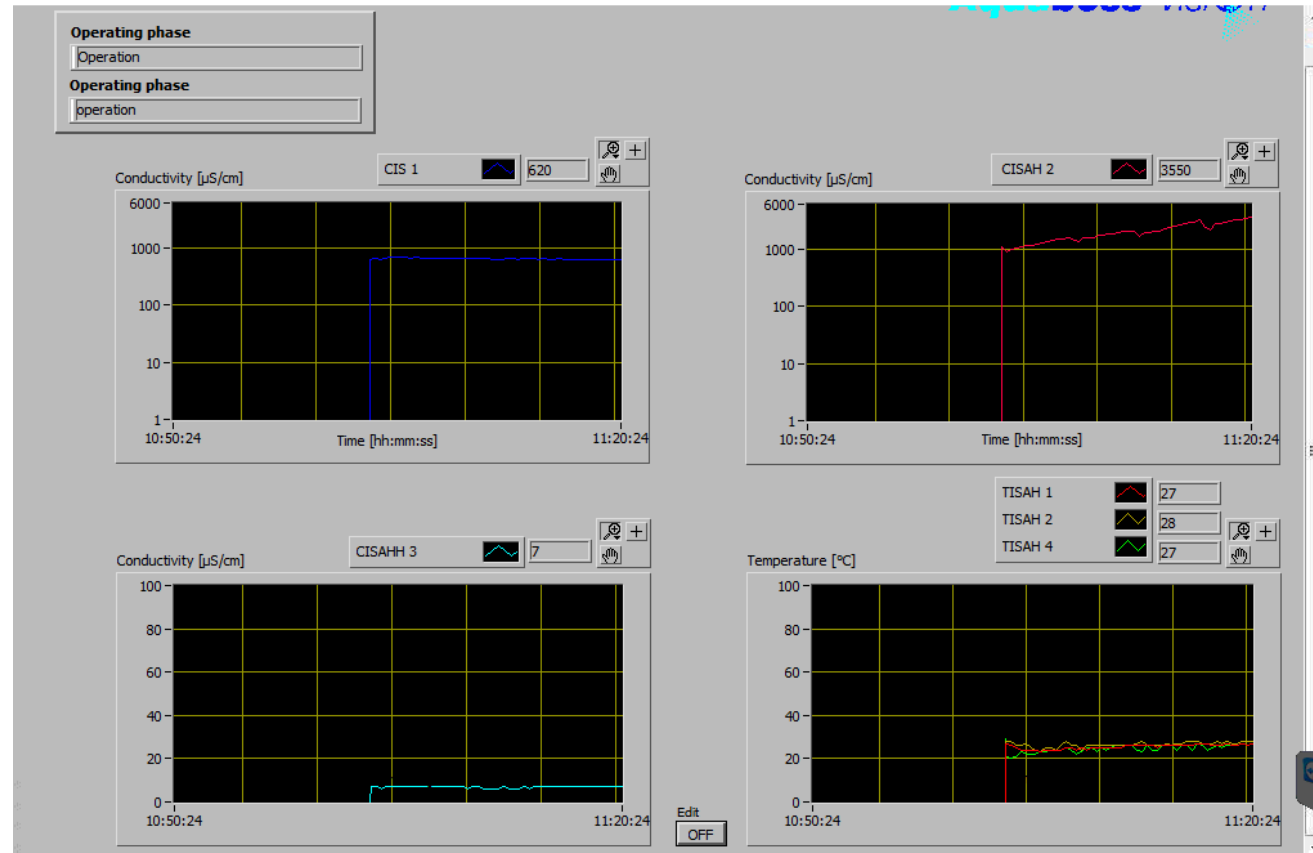 Operating phase
Operation
Operating phase
operation
CIS 1 620
Conductivity [µS/cm]
6000
1000
100
10
1
10:50:24 Time [hh:mm:ss] 11:20:24
CISAH 2 3550
Conductivity [µS/cm]
6000
1000
100
10
1
10:50:24 Time [hh:mm:ss] 11:20:24
CISAHH 3 7
Conductivity [µS/cm]
100
80
60
40
20
0
10:50:24 11:20:24
TISAH 1 27
TISAH 2 28
TISAH 4 27
Temperature [°C]
100
80
60
40
20
0
10:50:24 11:20:24
Edit
OFF